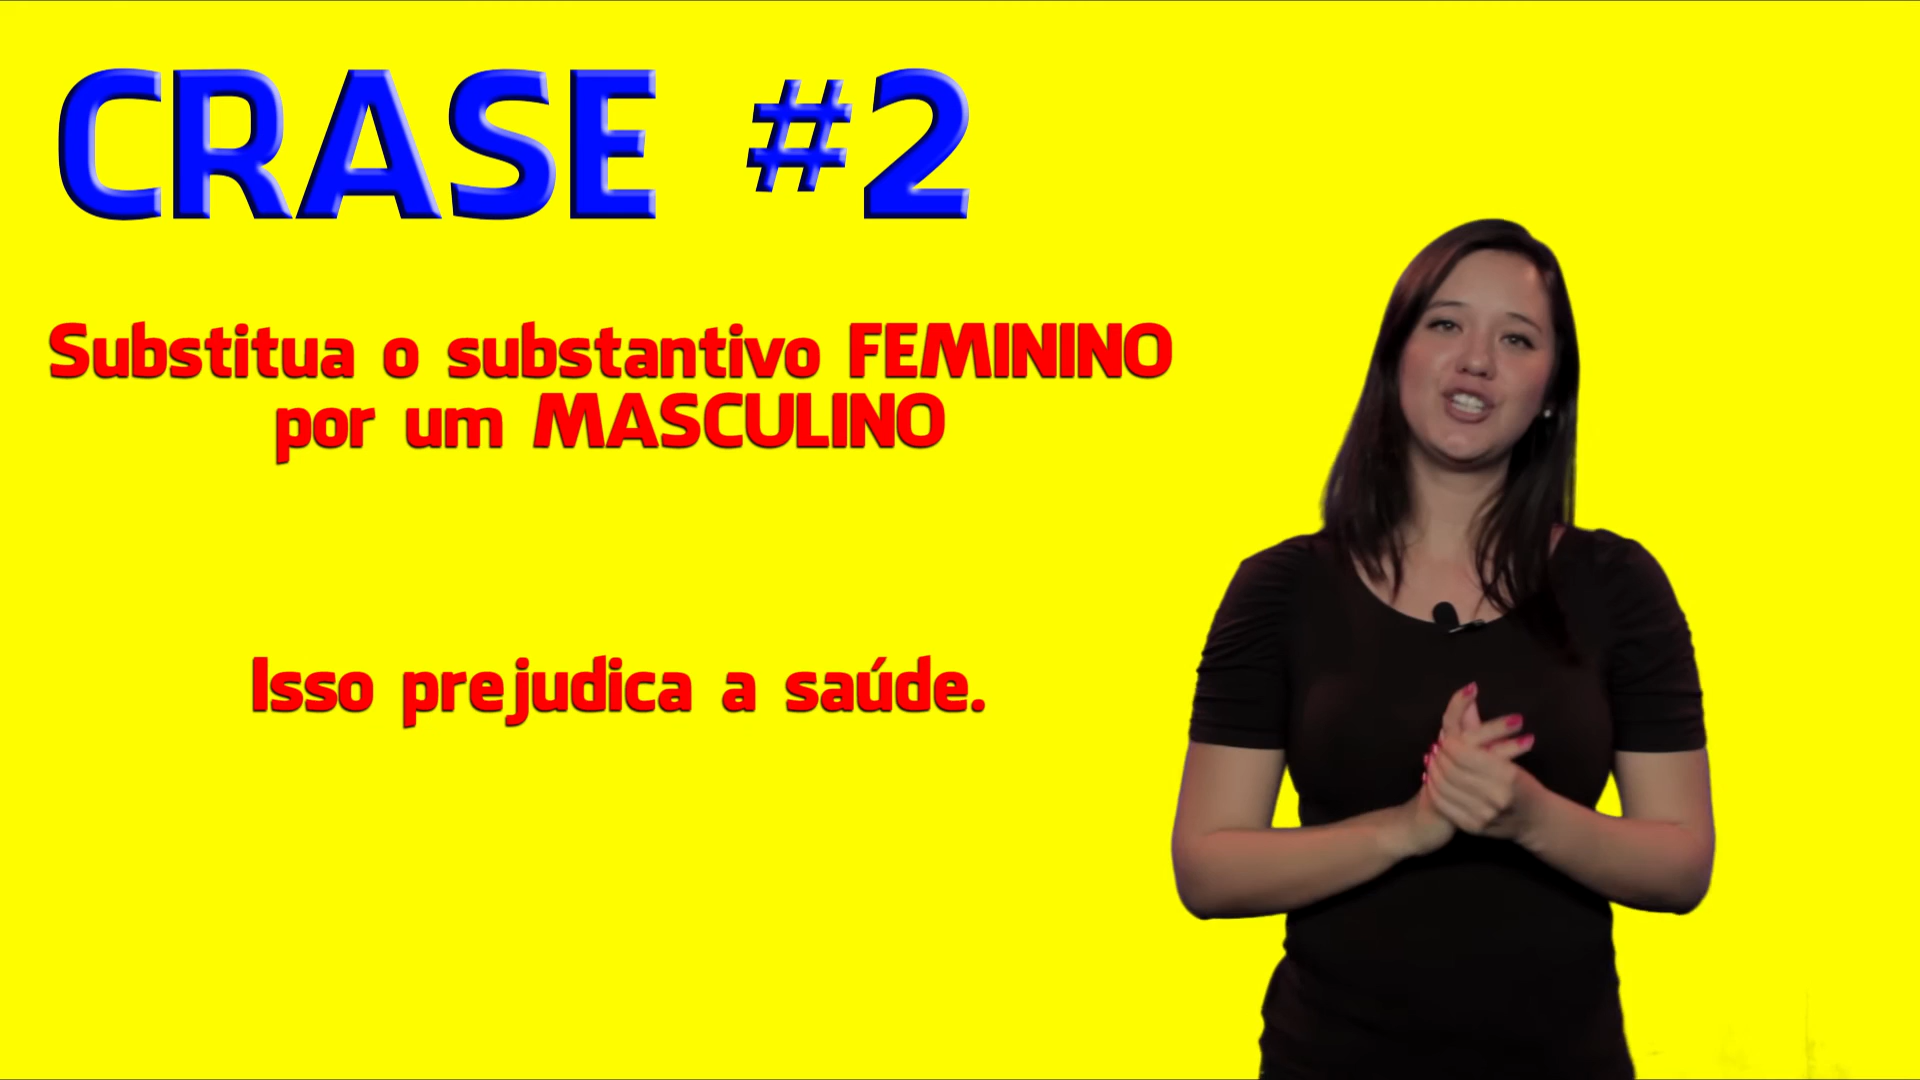 CRASE #2
Substitua o substantivo FEMININO
por um MASCULINO
Isso prejudica a saúde.